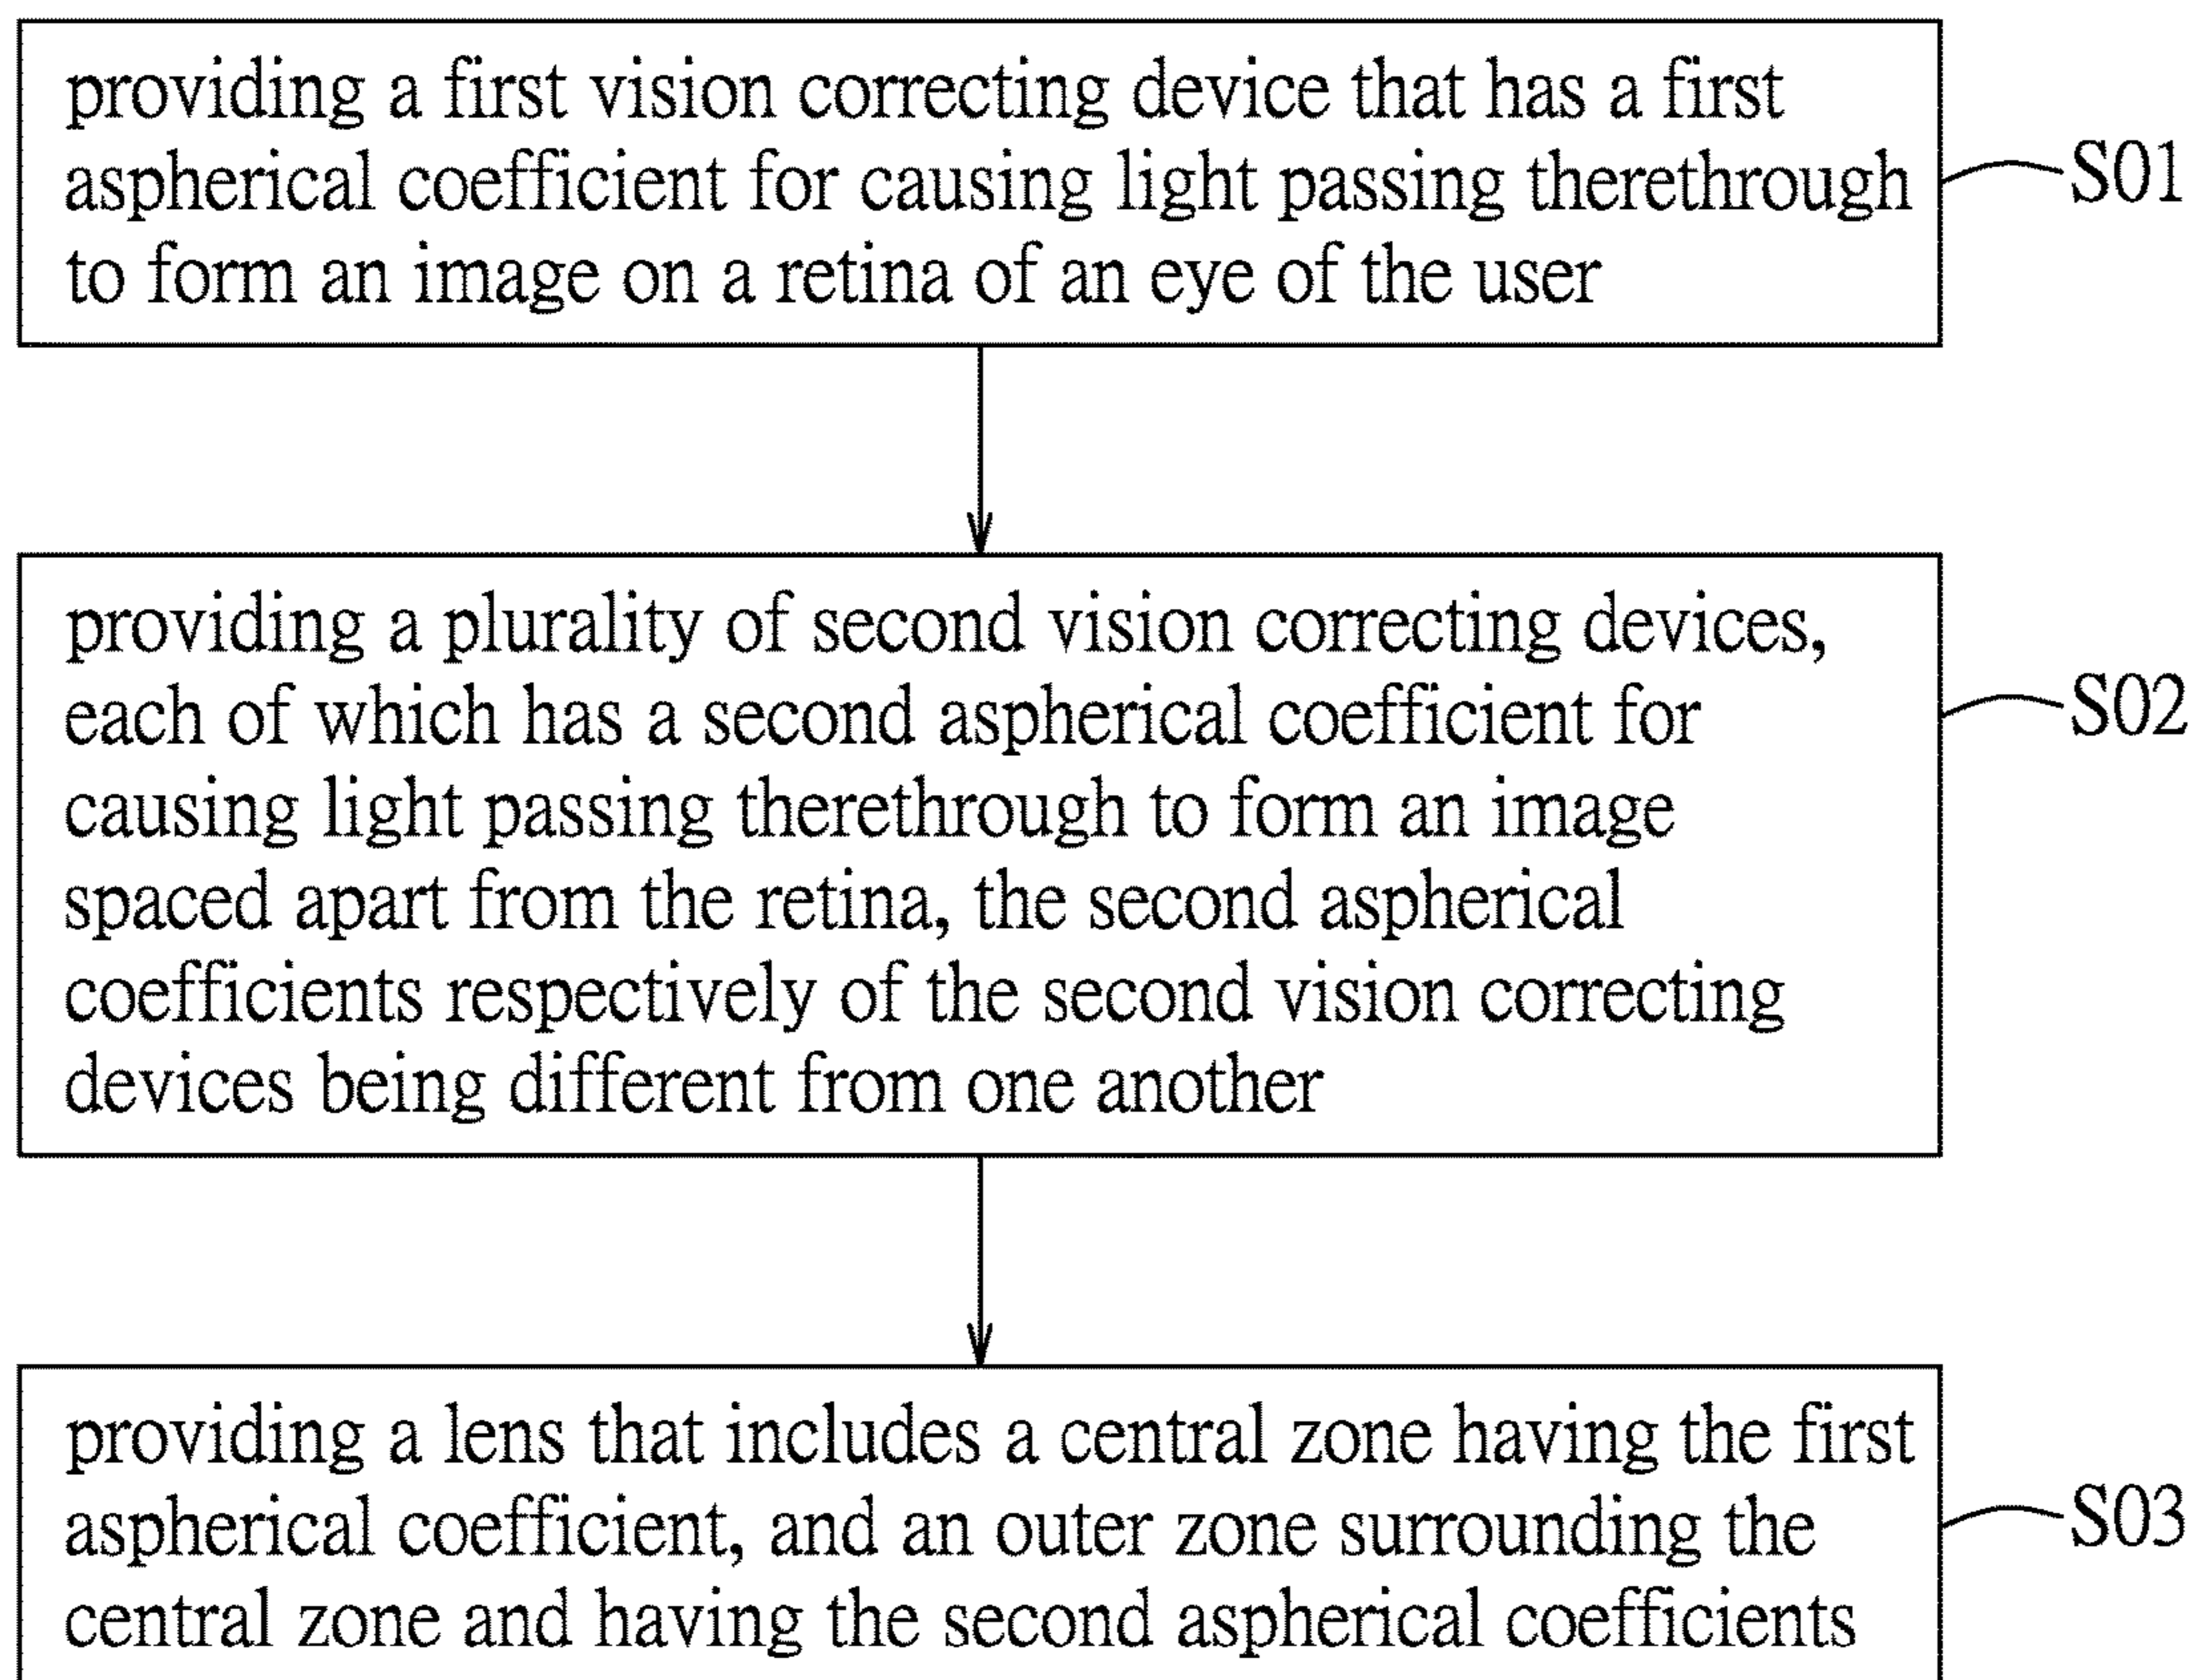 providing a first vision correcting device that has a first
aspherical coefficient for causing light passing therethrough
to form an image on a retina of an eye of the user
S01
providing a plurality of second vision correcting devices,
each of which has a second aspherical coefficient for
causing light passing therethrough to form an image
spaced apart from the retina, the second aspherical
coefficients respectively of the second vision correcting
devices being different from one another
S02
providing a lens that includes a central zone having the first
aspherical coefficient, and an outer zone surrounding the
central zone and having the second aspherical coefficients
S03